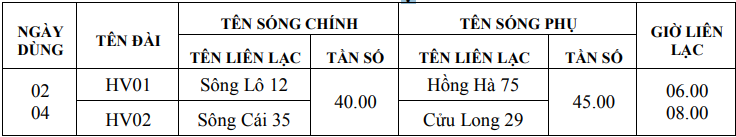 NGÀY DÙNG | TÊN ĐÀI | TÊN SÓNG CHÍNH | TÊN SÓNG PHỤ | GIỜ LIÊN LẠC
TÊN LIÊN LẠC | TẦN SỐ | TÊN LIÊN LẠC | TẦN SỐ
02 04 | HV01 | Sông Lô 12 | 40.00 | Hồng Hà 75 | 45.00 | 06.00 08.00
HV02 | Sông Cái 35 | Cửu Long 29